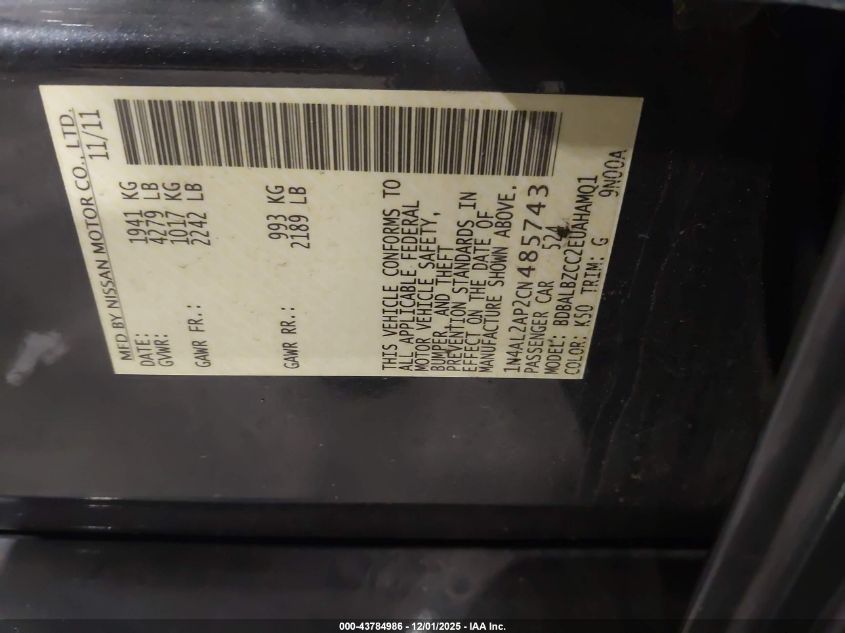 MFD BY NISSAN MOTOR CO., LTD.
DATE: 11/11
GVWR: 1941 KG
4279 LB
GAWR FR.: 1017 KG
2242 LB
GAWR RR.: 993 KG
2189 LB
THIS VEHICLE CONFORMS TO
ALL APPLICABLE FEDERAL
MOTOR VEHICLE SAFETY,
BUMPER, AND THEFT
PREVENTION STANDARDS IN
EFFECT ON THE DATE OF
MANUFACTURE SHOWN ABOVE.
1N4AL2AP2CN485743
PASSENGER CAR 524
MODEL: BDBALBZCC2EUAHAMQ1
COLOR: K50 TRIM: G 9N00A
000-43784986 - 12/01/2025 - IAA Inc.